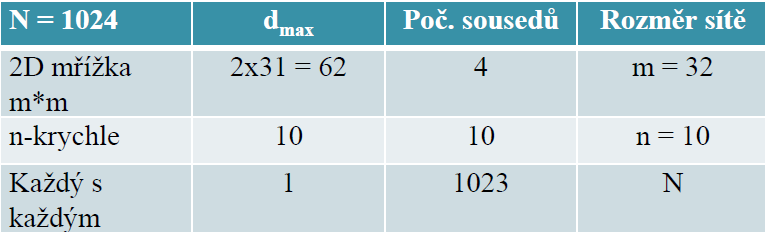 N = 1024 dmax Poč. sousedů Rozměr sítě
2D mřížka 2x31 = 62 4 m = 32
m*m
n-krychle 10 10 n = 10
Každý s 1 1023 N
každým